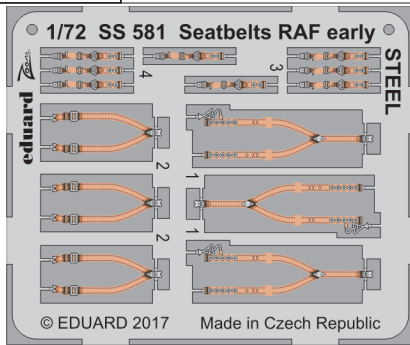 1/72 SS 581 Seatbelts RAF early
Zoom
eduard
STEEL
4
3
2
1
2
1
© EDUARD 2017
Made in Czech Republic